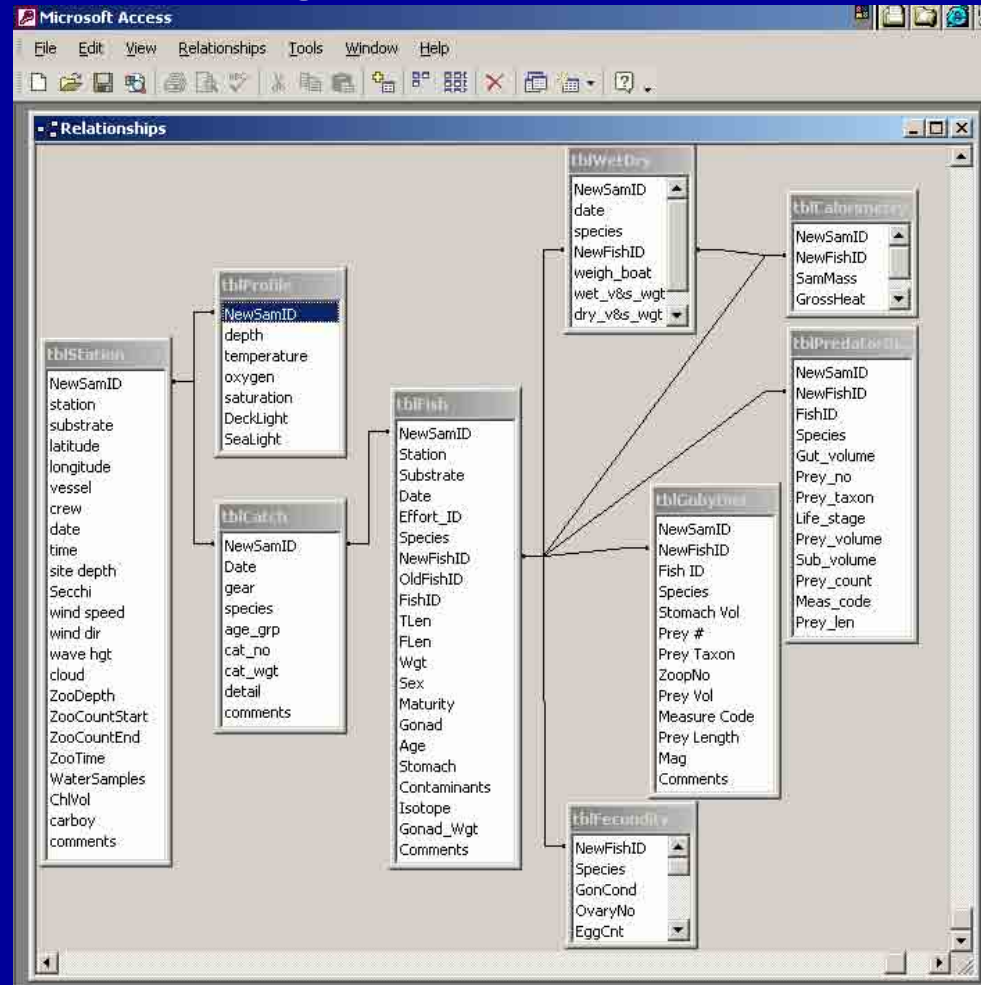 Microsoft Access
File Edit View Relationships Tools Window Help
Relationships
tblStation
NewSamID
station
substrate
latitude
longitude
vessel
crew
date
time
site depth
Secchi
wind speed
wind dir
wave hgt
cloud
ZooDepth
ZooCountStart
ZooCountEnd
ZooTime
WaterSamples
ChlVol
carboy
comments
tblProfile
NewSamID
depth
temperature
oxygen
saturation
DeckLight
SeaLight
tblCatch
NewSamID
Date
gear
species
age_grp
cat_no
cat_wgt
detail
comments
tblFish
NewSamID
Station
Substrate
Date
Effort_ID
Species
NewFishID
OldFishID
FishID
TLen
FLen
Wgt
Sex
Maturity
Gonad
Age
Stomach
Contaminants
Isotope
Gonad_Wgt
Comments
tblWetDry
NewSamID
date
species
NewFishID
weigh_boat
wet_v&s_wgt
dry_v&s_wgt
tblCalorimetry
NewSamID
NewFishID
SamMass
GrossHeat
tblPredatorDi...
NewSamID
NewFishID
FishID
Species
Gut_volume
Prey_no
Prey_taxon
Life_stage
Prey_volume
Sub_volume
Prey_count
Meas_code
Prey_len
tblGobyDiet
NewSamID
NewFishID
Fish ID
Species
Stomach Vol
Prey #
Prey Taxon
ZoopNo
Prey Vol
Measure Code
Prey Length
Mag
Comments
tblFecundity
NewFishID
Species
GonCond
OvaryNo
EggCnt